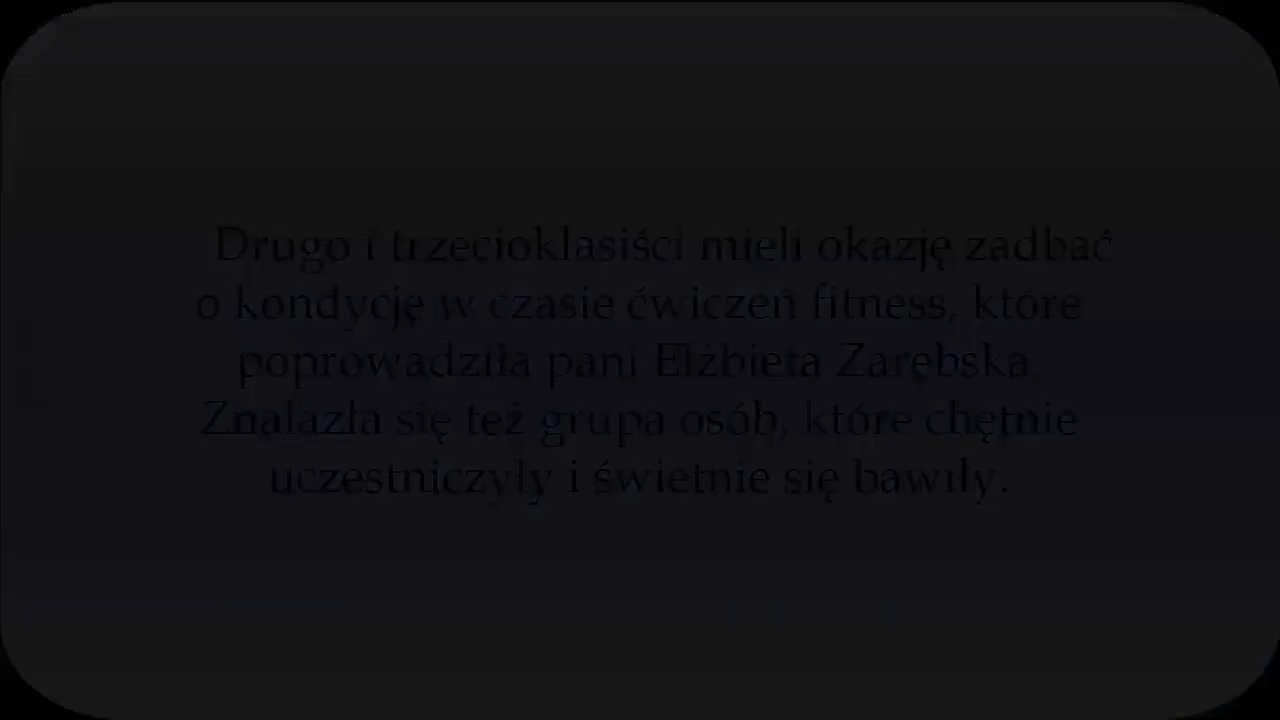 Drugo i trzecioklasiści mieli okazję zadbać
o kondycję w czasie ćwiczeń fitness, które
poprowadziła pani Elżbieta Zarębska.
Znalazła się też grupa osób, które chętnie
uczestniczyły i świetnie się bawiły.